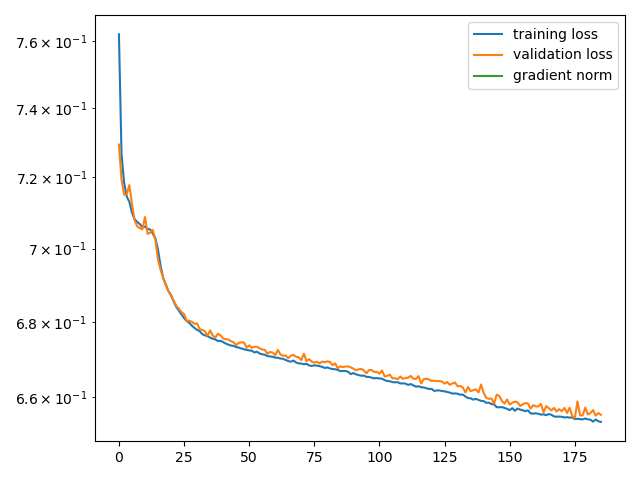 7.6 × 10⁻¹
7.4 × 10⁻¹
7.2 × 10⁻¹
7 × 10⁻¹
6.8 × 10⁻¹
6.6 × 10⁻¹
training loss
validation loss
gradient norm
0 25 50 75 100 125 150 175